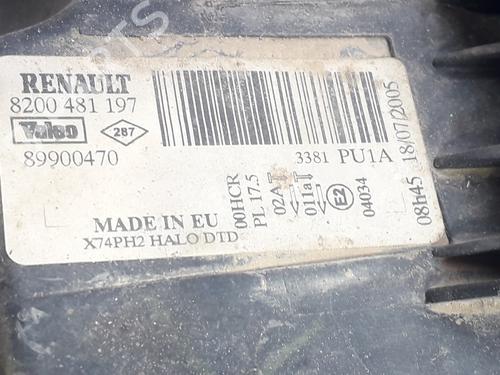 RENAULT
8200 481 197
Valeo
287
89900470
3381 PU1A
00HCR
PL 17.5
02A
011a
E2
04034
08h45 18/07/2005
MADE IN EU
X74PH2 HALO DTD